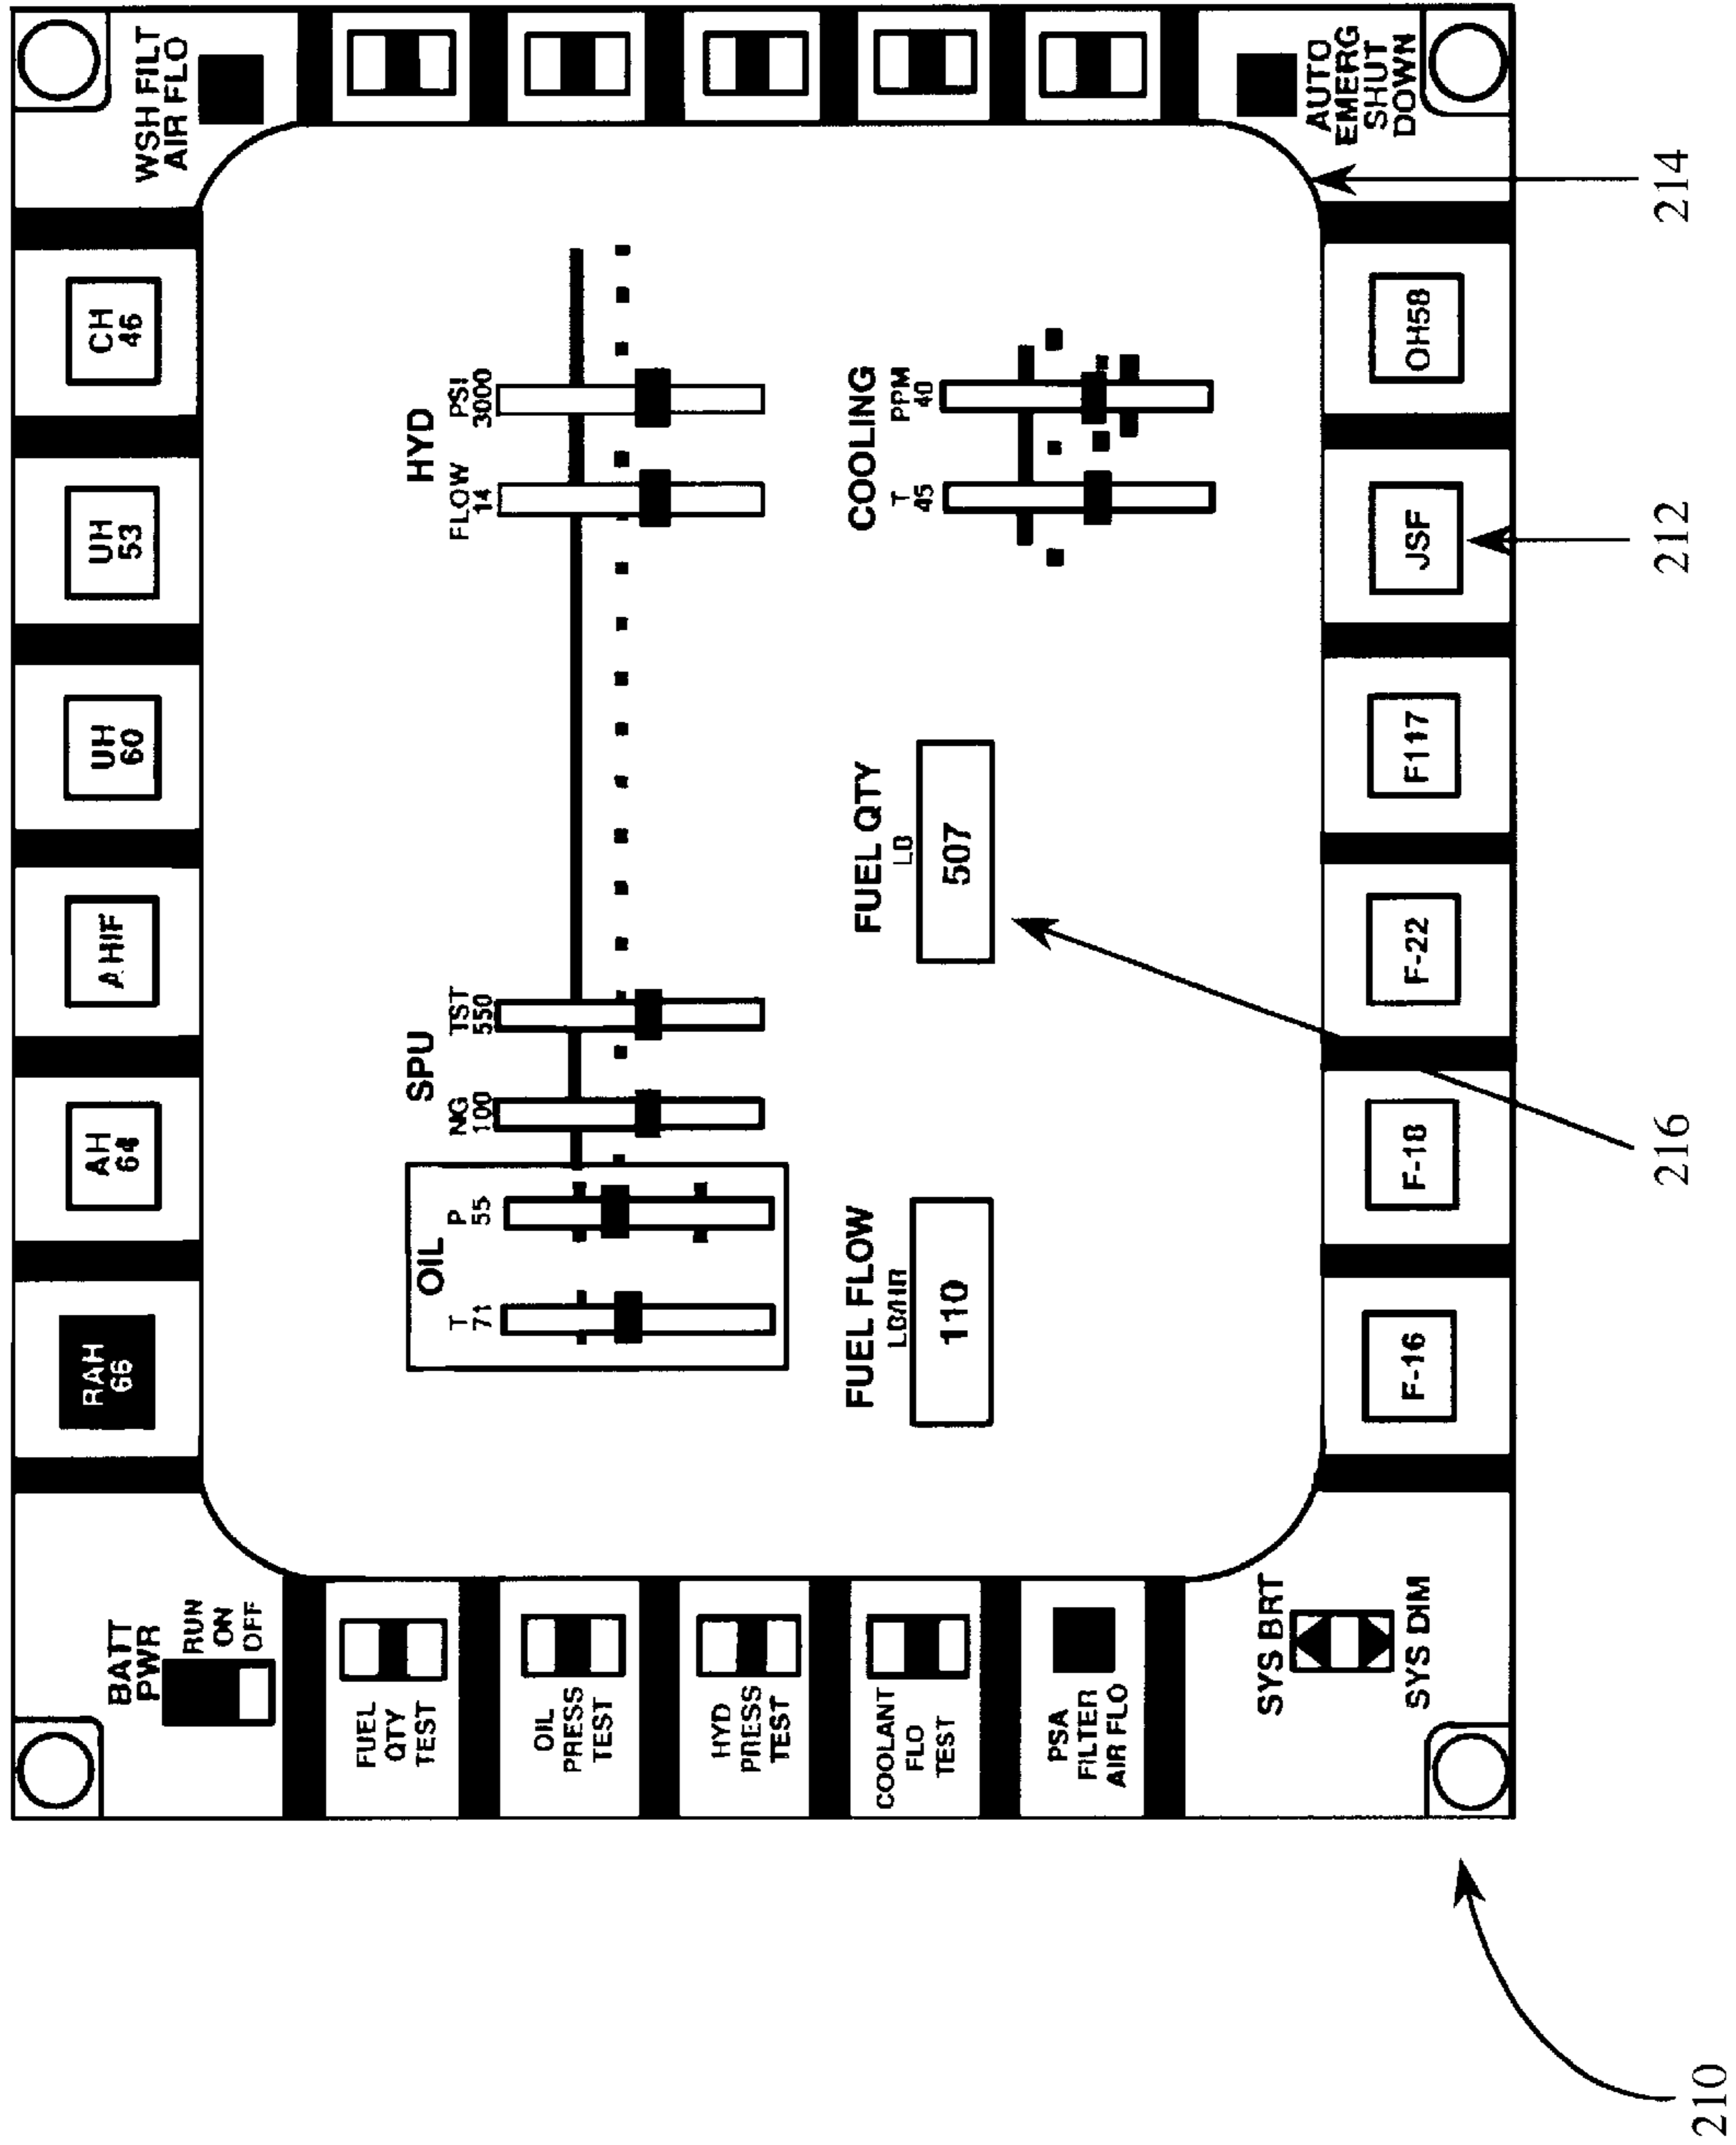 BATT
PWR
RUN
ON
OFF
RAH
66
AH
64
AHIF
UH
60
UH
53
CH
46
WSH FILT
AIR FLO
FUEL
QTY
TEST
OIL
PRESS
TEST
HYD
PRESS
TEST
COOLANT
FLO
TEST
PSA
FILTER
AIR FLO
OIL
T
71
P
55
SPU
NG
100
TST
550
HYD
FLOW
14
PSI
3000
FUEL FLOW
LB/HR
110
FUEL QTY
LB
507
COOLING
T
45
PPM
40
SYS BRT
SYS DIM
F-16
F-18
F-22
F117
JSF
OH58
AUTO
EMERG
SHUT
DOWN
210
216
212
214